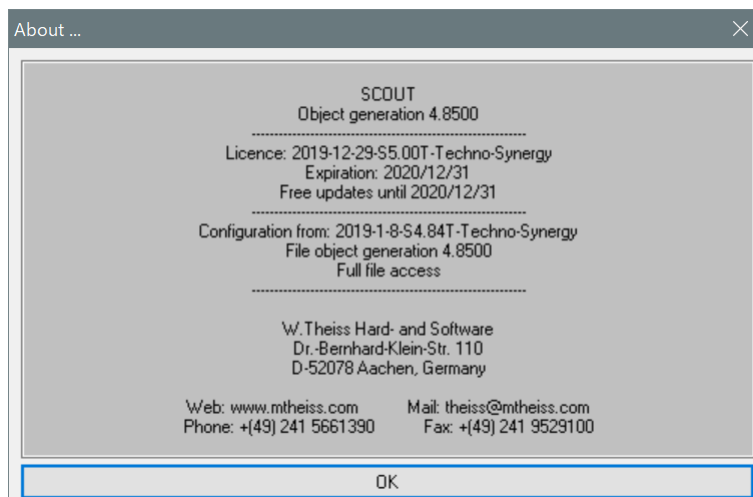 About ...
SCOUT
Object generation 4.8500
------------------------------------------------------------
Licence: 2019-12-29-S5.00T-Techno-Synergy
Expiration: 2020/12/31
Free updates until 2020/12/31
------------------------------------------------------------
Configuration from: 2019-1-8-S4.84T-Techno-Synergy
File object generation 4.8500
Full file access
------------------------------------------------------------
W.Theiss Hard- and Software
Dr.-Bernhard-Klein-Str. 110
D-52078 Aachen, Germany
Web: www.mtheiss.com Mail: theiss@mtheiss.com
Phone: +(49) 241 5661390 Fax: +(49) 241 9529100
OK